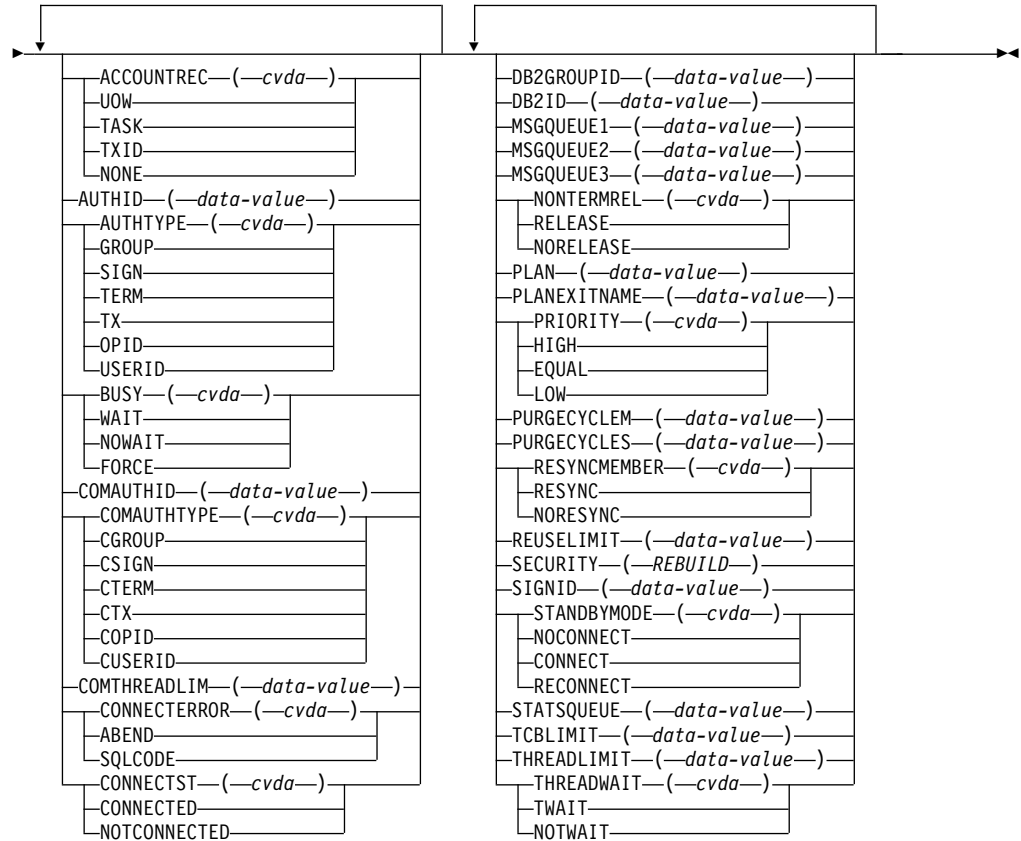 ACCOUNTREC ( cvda )
UOW
TASK
TXID
NONE
AUTHID ( data-value )
AUTHTYPE ( cvda )
GROUP
SIGN
TERM
TX
OPID
USERID
BUSY ( cvda )
WAIT
NOWAIT
FORCE
COMAUTHID ( data-value )
COMAUTHTYPE ( cvda )
CGROUP
CSIGN
CTERM
CTX
COPID
CUSERID
COMTHREADLIM ( data-value )
CONNECTERROR ( cvda )
ABEND
SQLCODE
CONNECTST ( cvda )
CONNECTED
NOTCONNECTED
DB2GROUPID ( data-value )
DB2ID ( data-value )
MSGQUEUE1 ( data-value )
MSGQUEUE2 ( data-value )
MSGQUEUE3 ( data-value )
NONTERMREL ( cvda )
RELEASE
NORELEASE
PLAN ( data-value )
PLANEXITNAME ( data-value )
PRIORITY ( cvda )
HIGH
EQUAL
LOW
PURGECYCLEM ( data-value )
PURGECYCLES ( data-value )
RESYNCMEMBER ( cvda )
RESYNC
NORESYNC
REUSELIMIT ( data-value )
SECURITY ( REBUILD )
SIGNID ( data-value )
STANDBYMODE ( cvda )
NOCONNECT
CONNECT
RECONNECT
STATSQUEUE ( data-value )
TCBLIMIT ( data-value )
THREADLIMIT ( data-value )
THREADWAIT ( cvda )
TWAIT
NOTWAIT